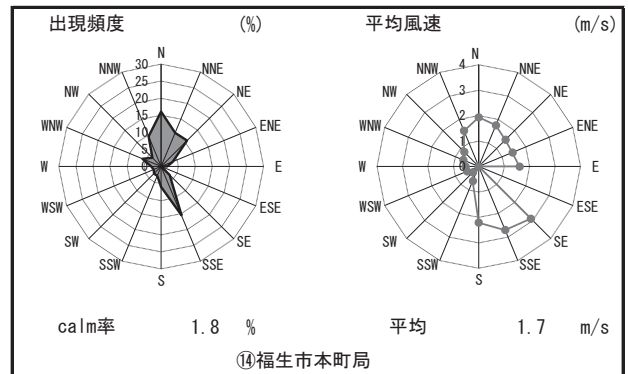 出現頻度 (%)
平均風速 (m/s)
N
NNE
NE
ENE
E
ESE
SE
SSE
S
SSW
SW
WSW
W
WNW
NW
NNW
30
25
20
15
10
5
0
N
NNE
NE
ENE
E
ESE
SE
SSE
S
SSW
SW
WSW
W
WNW
NW
NNW
4
3
2
1
0
calm率 1.8 %
平均 1.7 m/s
⑭福生市本町局